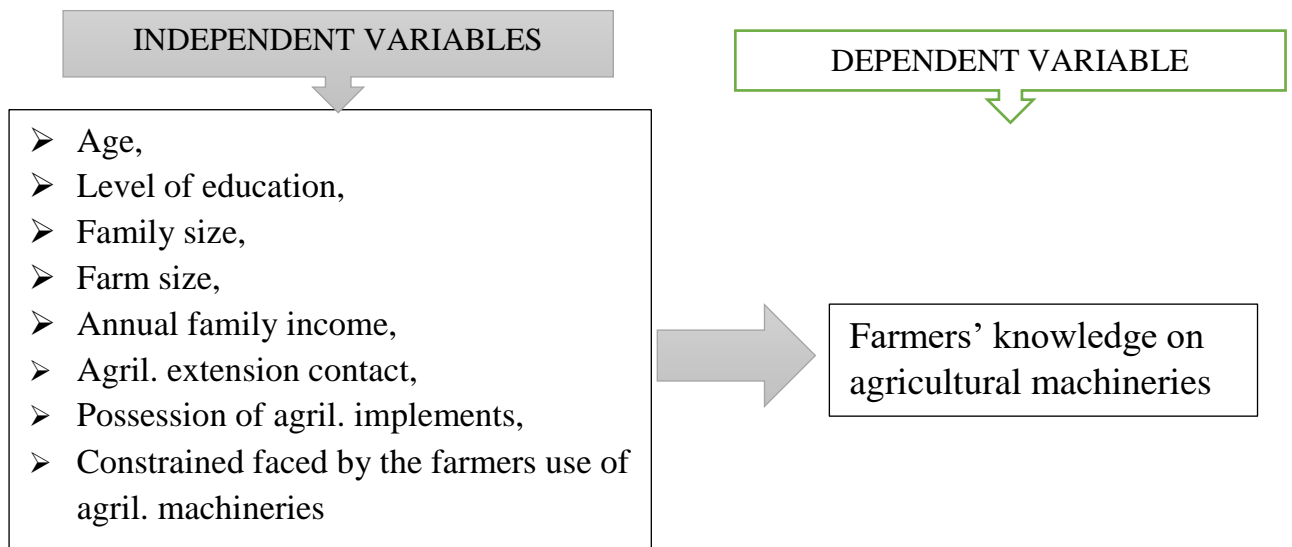 INDEPENDENT VARIABLES
DEPENDENT VARIABLE
➢ Age,
➢ Level of education,
➢ Family size,
➢ Farm size,
➢ Annual family income,
➢ Agril. extension contact,
➢ Possession of agril. implements,
➢ Constrained faced by the farmers use of
agril. machineries
Farmers’ knowledge on
agricultural machineries